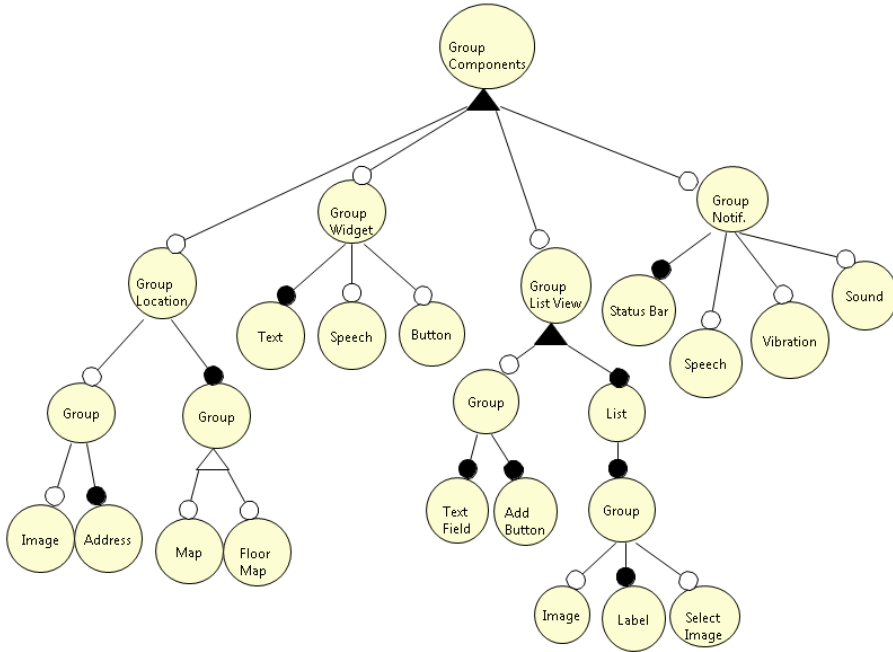 Group
Components
Group
Location
Group
Widget
Group
List View
Group
Notif.
Text
Speech
Button
Status Bar
Speech
Vibration
Sound
Group
Group
Group
List
Image
Address
Map
Floor
Map
Text
Field
Add
Button
Group
Image
Label
Select
Image